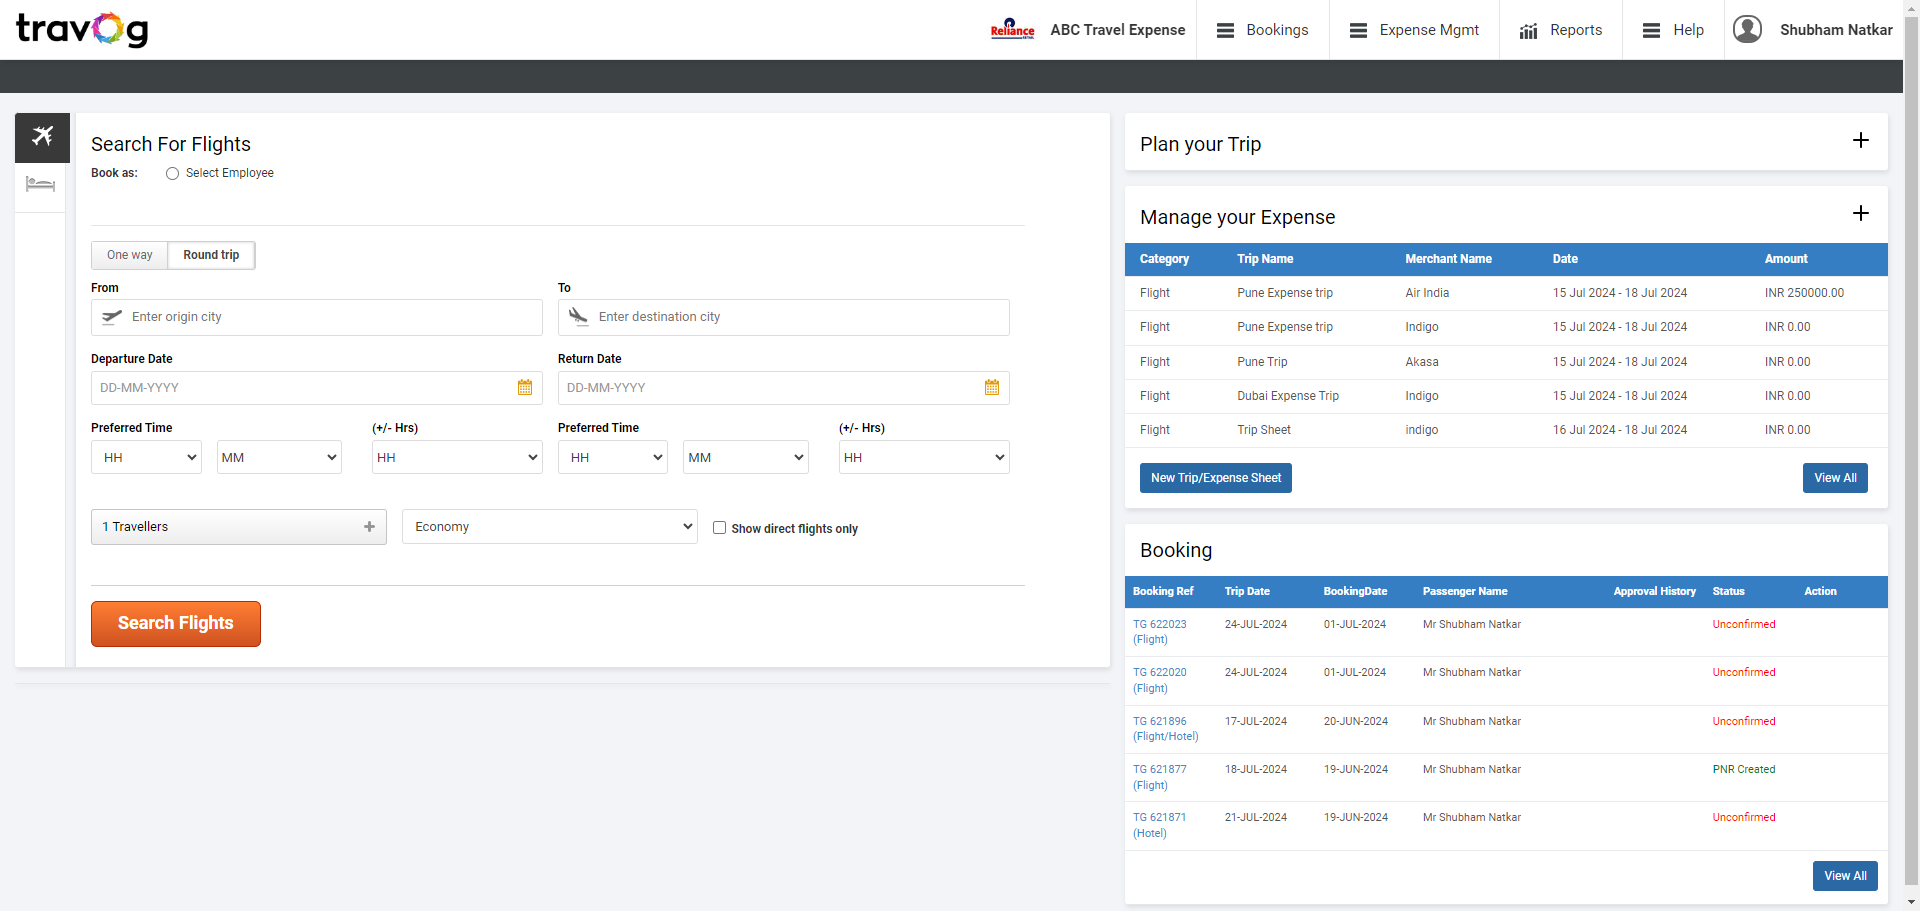 travog
Reliance ABC Travel Expense Bookings Expense Mgmt Reports Help Shubham Natkar
Search For Flights
Book as: Select Employee
One way Round trip
From To
Enter origin city Enter destination city
Departure Date Return Date
DD-MM-YYYY DD-MM-YYYY
Preferred Time (+/- Hrs) Preferred Time (+/- Hrs)
HH MM HH HH MM HH
1 Travellers + Economy Show direct flights only
Search Flights
Plan your Trip +
Manage your Expense +
Category Trip Name Merchant Name Date Amount
Flight Pune Expense trip Air India 15 Jul 2024 - 18 Jul 2024 INR 250000.00
Flight Pune Expense trip Indigo 15 Jul 2024 - 18 Jul 2024 INR 0.00
Flight Pune Trip Akasa 15 Jul 2024 - 18 Jul 2024 INR 0.00
Flight Dubai Expense Trip Indigo 15 Jul 2024 - 18 Jul 2024 INR 0.00
Flight Trip Sheet indigo 16 Jul 2024 - 18 Jul 2024 INR 0.00
New Trip/Expense Sheet View All
Booking
Booking Ref Trip Date BookingDate Passenger Name Approval History Status Action
TG 622023 24-JUL-2024 01-JUL-2024 Mr Shubham Natkar Unconfirmed
(Flight)
TG 622020 24-JUL-2024 01-JUL-2024 Mr Shubham Natkar Unconfirmed
(Flight)
TG 621896 17-JUL-2024 20-JUN-2024 Mr Shubham Natkar Unconfirmed
(Flight/Hotel)
TG 621877 18-JUL-2024 19-JUN-2024 Mr Shubham Natkar PNR Created
(Flight)
TG 621871 21-JUL-2024 19-JUN-2024 Mr Shubham Natkar Unconfirmed
(Hotel)
View All